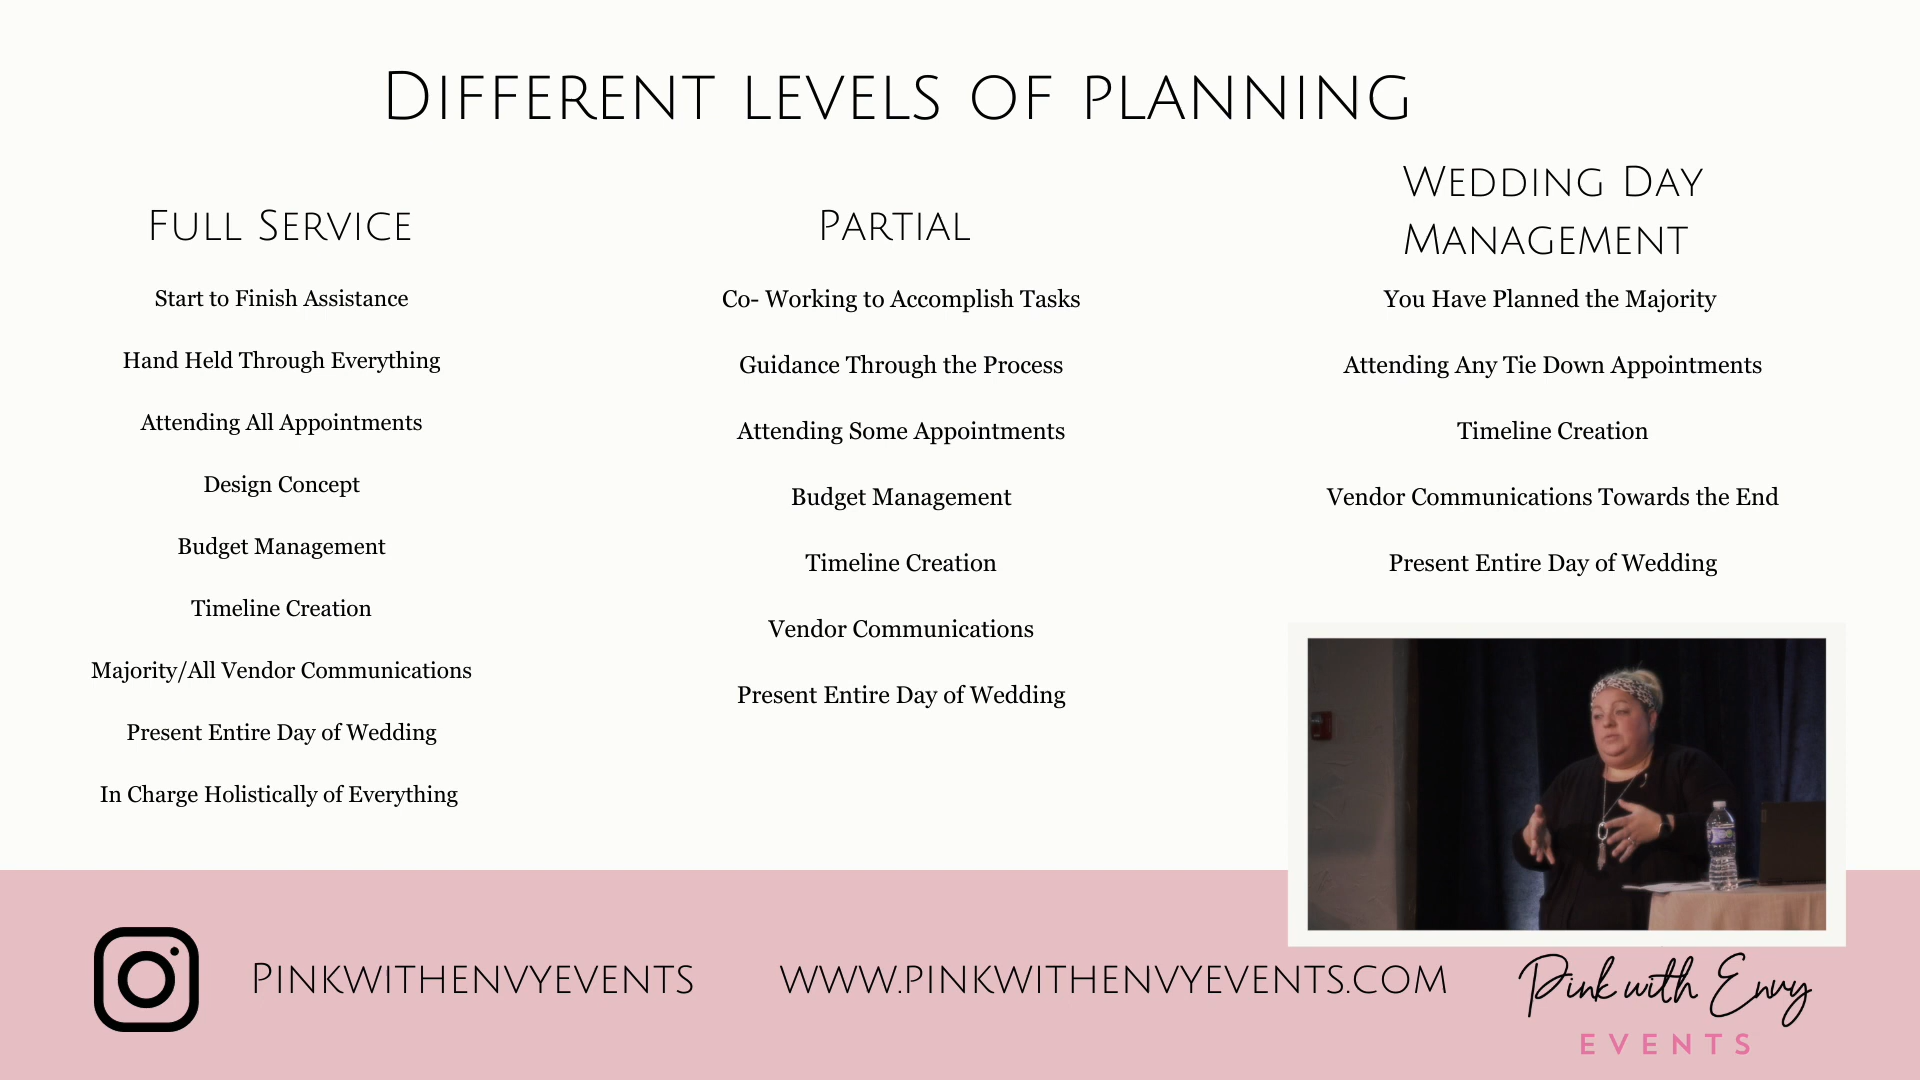 Different levels of planning
Full Service
Start to Finish Assistance
Hand Held Through Everything
Attending All Appointments
Design Concept
Budget Management
Timeline Creation
Majority/All Vendor Communications
Present Entire Day of Wedding
In Charge Holistically of Everything
Partial
Co- Working to Accomplish Tasks
Guidance Through the Process
Attending Some Appointments
Budget Management
Timeline Creation
Vendor Communications
Present Entire Day of Wedding
Wedding Day
Management
You Have Planned the Majority
Attending Any Tie Down Appointments
Timeline Creation
Vendor Communications Towards the End
Present Entire Day of Wedding
Pinkwithenvyevents
www.pinkwithenvyevents.com
Pink with Envy
EVENTS